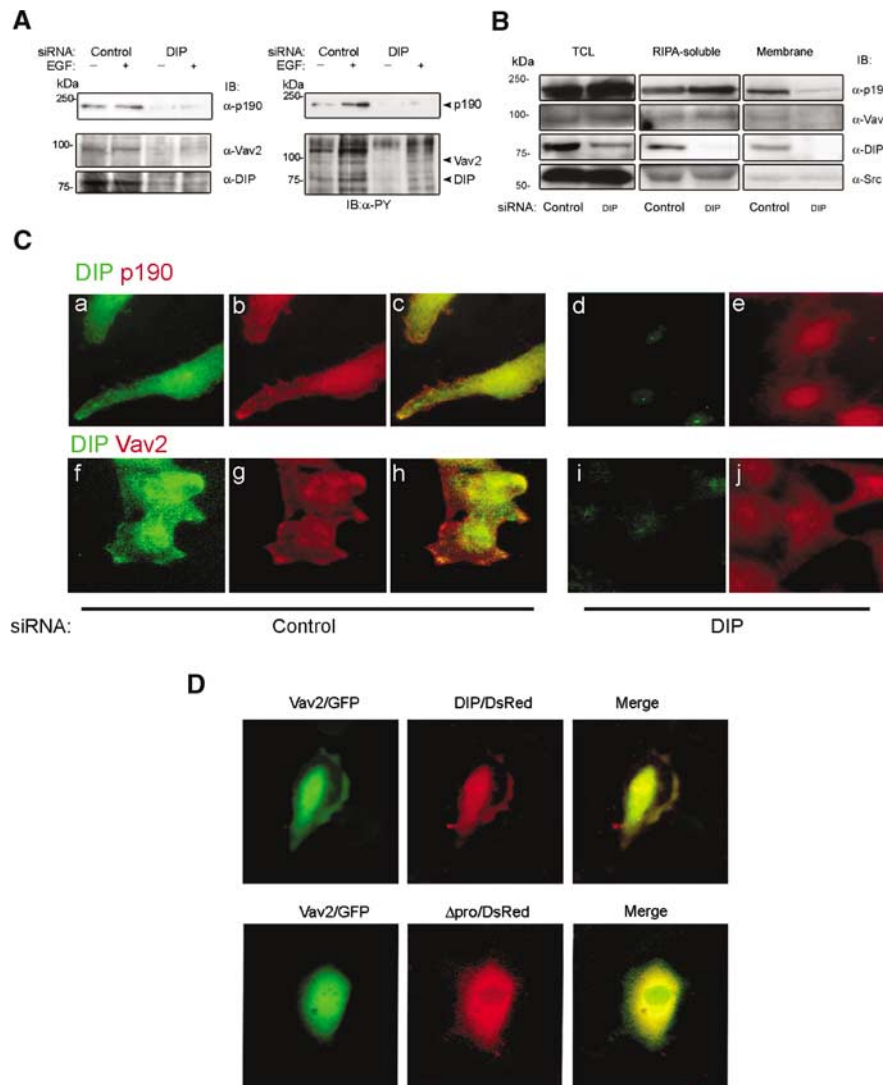 A
siRNA: Control DIP
EGF: – + – +
kDa IB:
250- α-p190
100- α-Vav2
75- α-DIP
siRNA: Control DIP
EGF: – + – +
kDa
250- p190
100- Vav2
75- DIP
IB:α-PY
B
TCL RIPA-soluble Membrane
kDa IB:
250- α-p19
150-
100- α-Vav
75- α-DIP
50- α-Src
siRNA: Control DIP Control DIP Control DIP
C
DIP p190
a b c d e
DIP Vav2
f g h i j
siRNA: Control DIP
D
Vav2/GFP DIP/DsRed Merge
Vav2/GFP Δpro/DsRed Merge